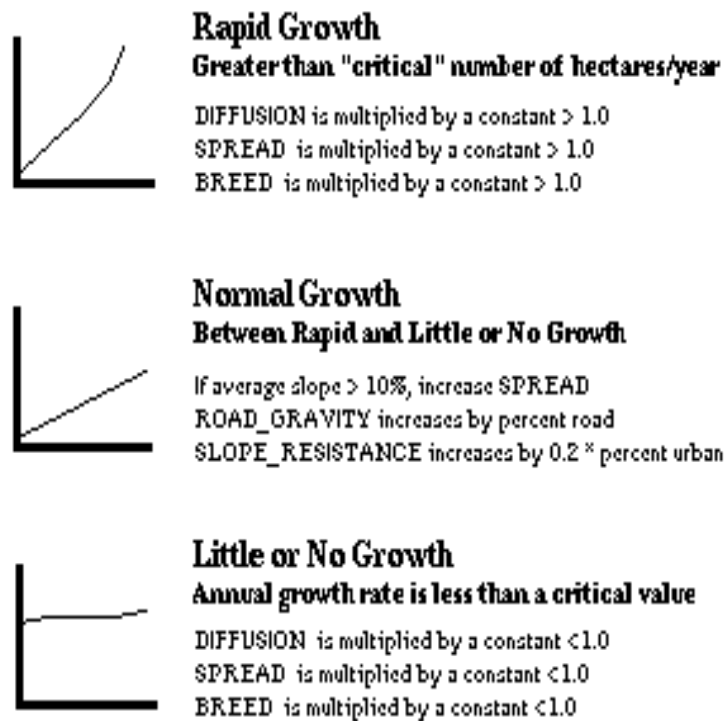 Rapid Growth
Greater than "critical" number of hectares/year
DIFFUSION is multiplied by a constant > 1.0
SPREAD is multiplied by a constant > 1.0
BREED is multiplied by a constant > 1.0
Normal Growth
Between Rapid and Little or No Growth
If average slope > 10%, increase SPREAD
ROAD_GRAVITY increases by percent road
SLOPE_RESISTANCE increases by 0.2 * percent urban
Little or No Growth
Annual growth rate is less than a critical value
DIFFUSION is multiplied by a constant <1.0
SPREAD is multiplied by a constant <1.0
BREED is multiplied by a constant <1.0